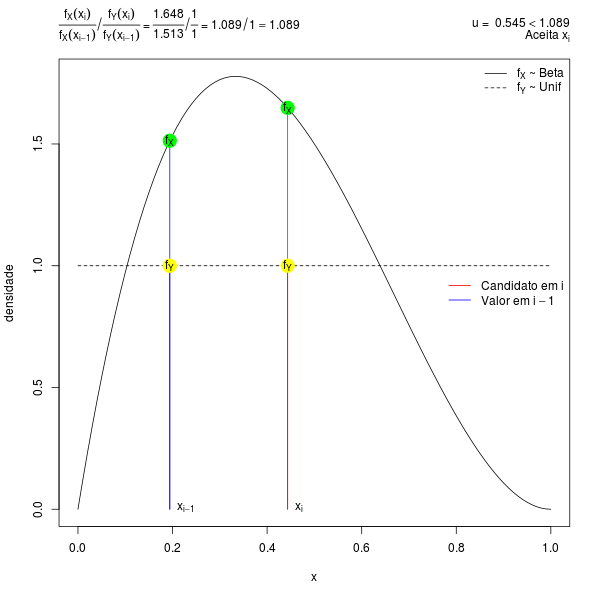 fX(xi)/fX(xi−1) / fY(xi)/fY(xi−1) = 1.648/1.513 / 1/1 = 1.089/1 = 1.089
u = 0.545 < 1.089
Aceita xi
fX ~ Beta
fY ~ Unif
fX
fX
fY
fY
Candidato em i
Valor em i − 1
xi−1
xi
densidade
0.0
0.5
1.0
1.5
0.0 0.2 0.4 0.6 0.8 1.0
x